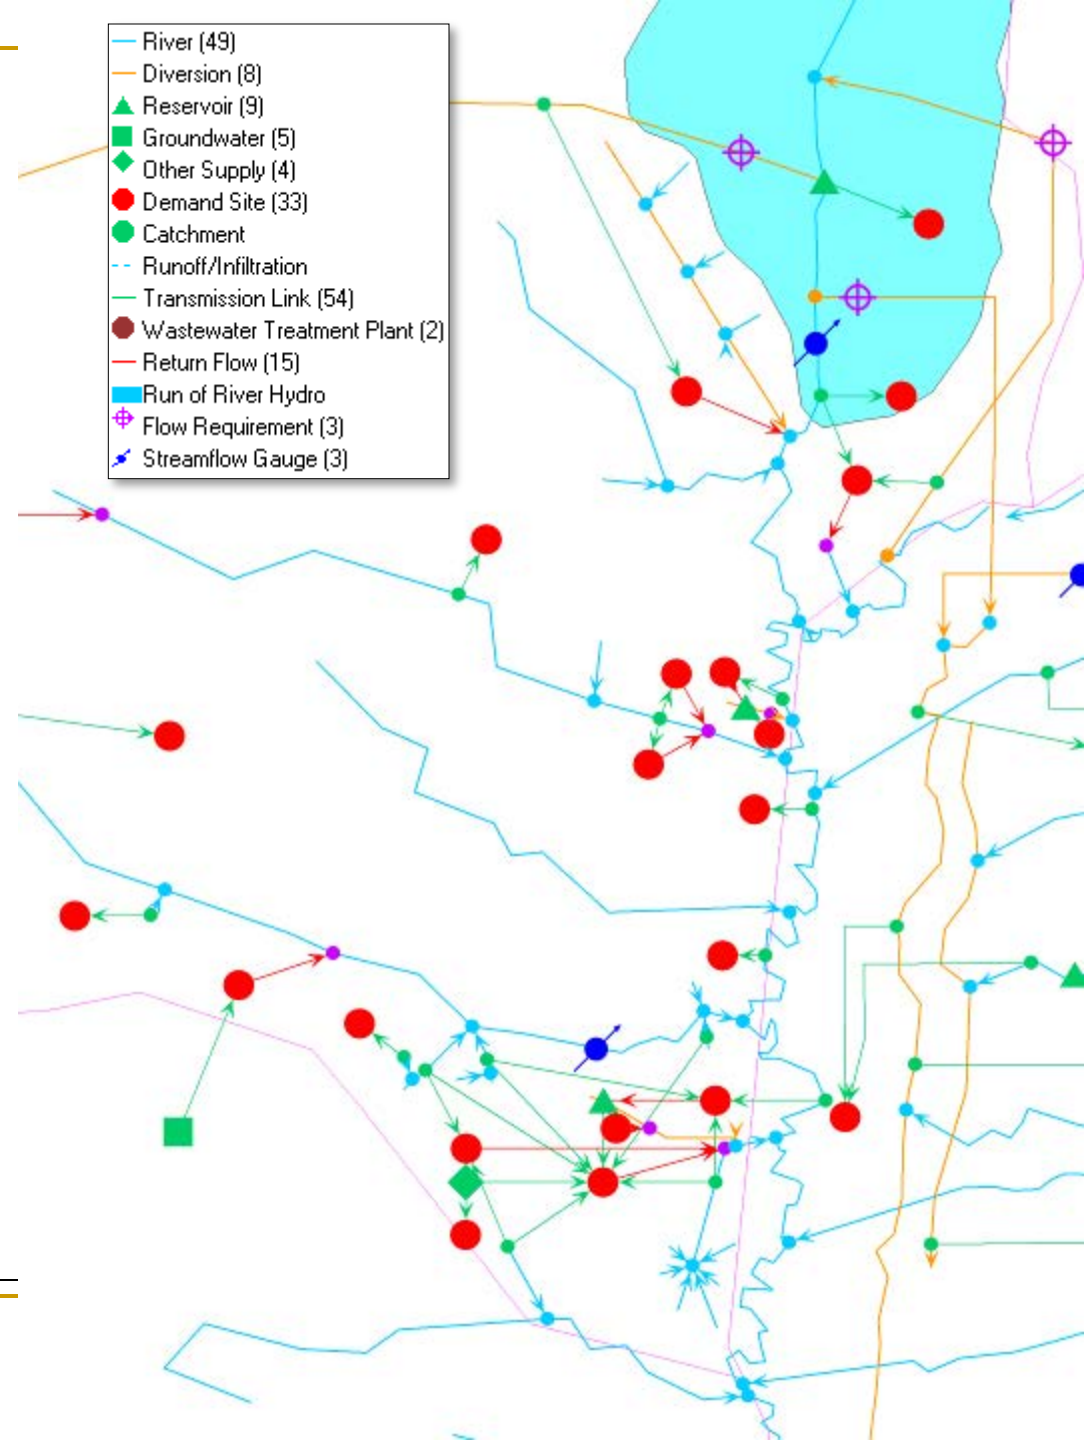 River (49)
Diversion (8)
Reservoir (9)
Groundwater (5)
Other Supply (4)
Demand Site (33)
Catchment
Runoff/Infiltration
Transmission Link (54)
Wastewater Treatment Plant (2)
Return Flow (15)
Run of River Hydro
Flow Requirement (3)
Streamflow Gauge (3)